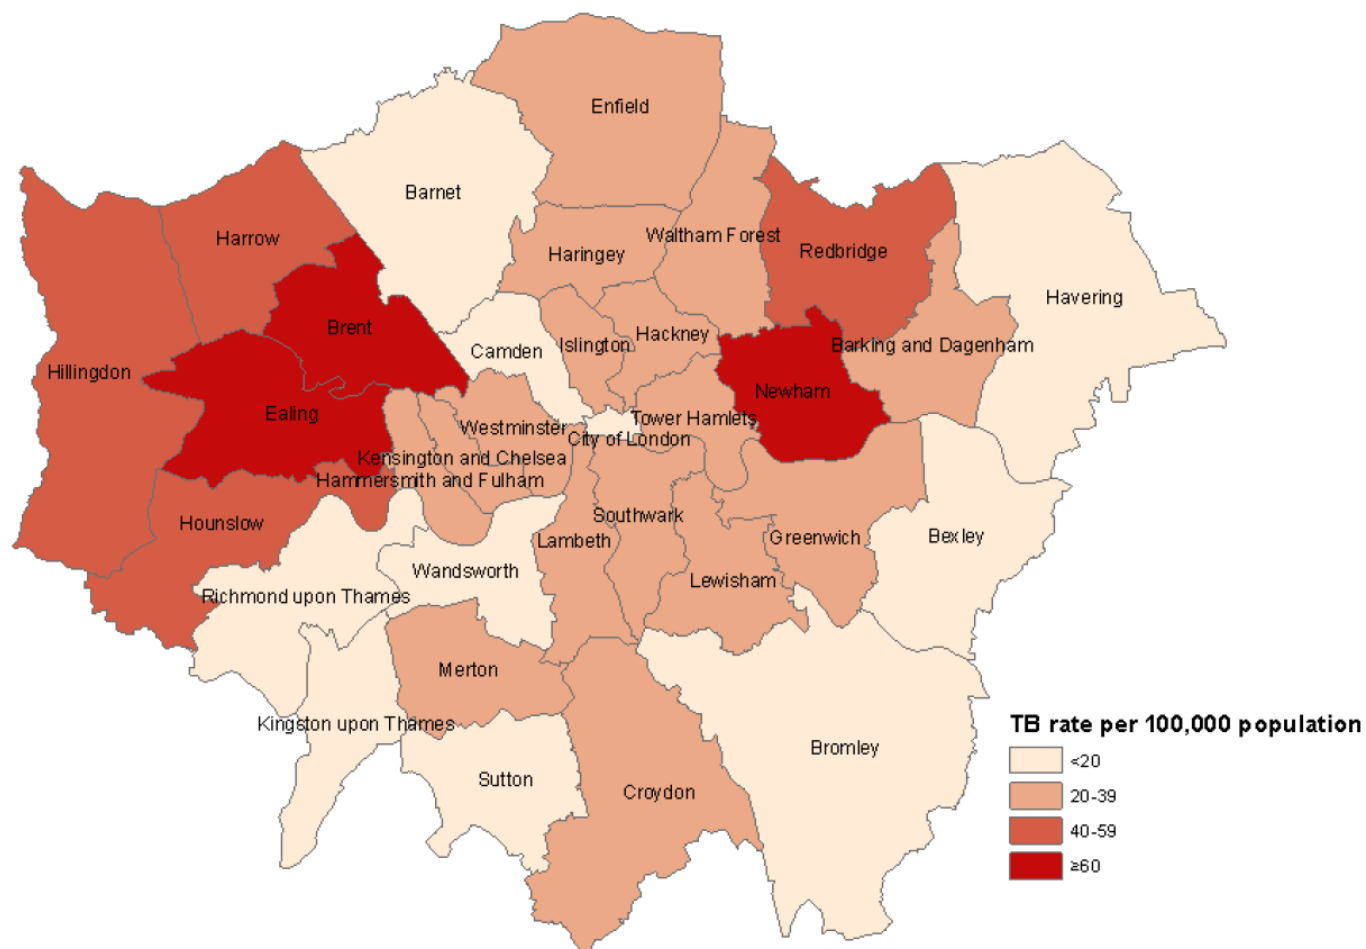 Enfield
Barnet
Harrow
Haringey
Waltham Forest
Redbridge
Havering
Brent
Hackney
Islington
Camden
Barking and Dagenham
Hillingdon
Newham
Ealing
Tower Hamlets
Westminster
City of London
Kensington and Chelsea
Hammersmith and Fulham
Hounslow
Southwark
Lambeth
Greenwich
Bexley
Wandsworth
Lewisham
Richmond upon Thames
Merton
Kingston upon Thames
Bromley
Sutton
Croydon
TB rate per 100,000 population
<20
20-39
40-59
≥60